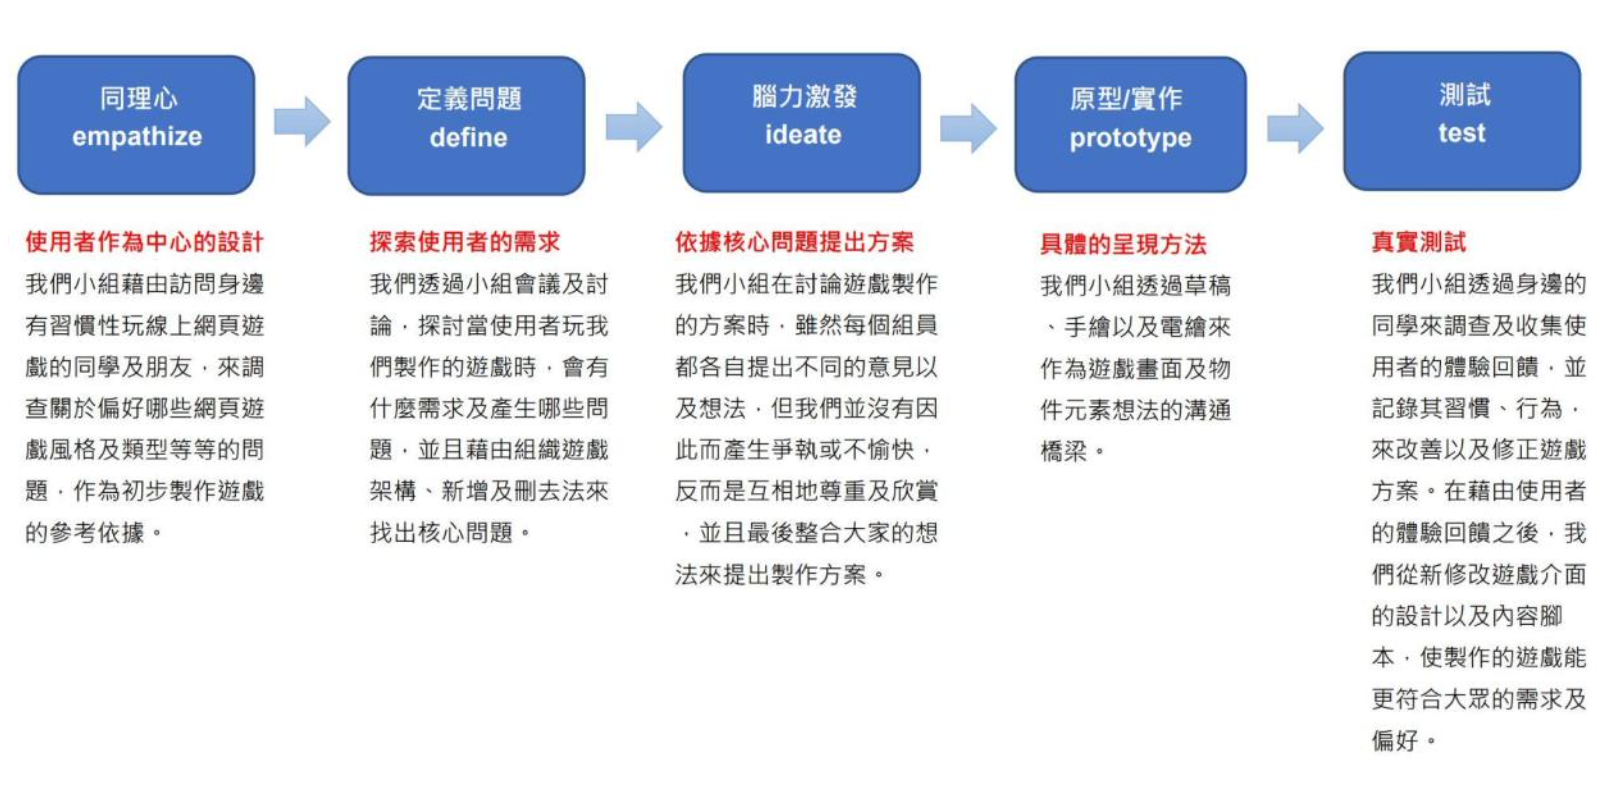 同理心
empathize
定義問題
define
腦力激發
ideate
原型/實作
prototype
測試
test
使用者作為中心的設計
我們小組藉由訪問身邊
有習慣性玩線上網頁遊
戲的同學及朋友，來調
查關於偏好哪些網頁遊
戲風格及類型等等的問
題，作為初步製作遊戲
的參考依據。
探索使用者的需求
我們透過小組會議及討
論，探討當使用者玩我
們製作的遊戲時，會有
什麼需求及產生哪些問
題，並且藉由組織遊戲
架構、新增及刪去法來
找出核心問題。
依據核心問題提出方案
我們小組在討論遊戲製作
的方案時，雖然每個組員
都各自提出不同的意見以
及想法，但我們並沒有因
此而產生爭執或不愉快，
反而是互相地尊重及欣賞
，並且最後整合大家的想
法來提出製作方案。
具體的呈現方法
我們小組透過草稿
、手繪以及電繪來
作為遊戲畫面及物
件元素想法的溝通
橋梁。
真實測試
我們小組透過身邊的
同學來調查及收集使
用者的體驗回饋，並
記錄其習慣、行為，
來改善以及修正遊戲
方案。在藉由使用者
的體驗回饋之後，我
們從新修改遊戲介面
的設計以及內容腳
本，使製作的遊戲能
更符合大眾的需求及
偏好。